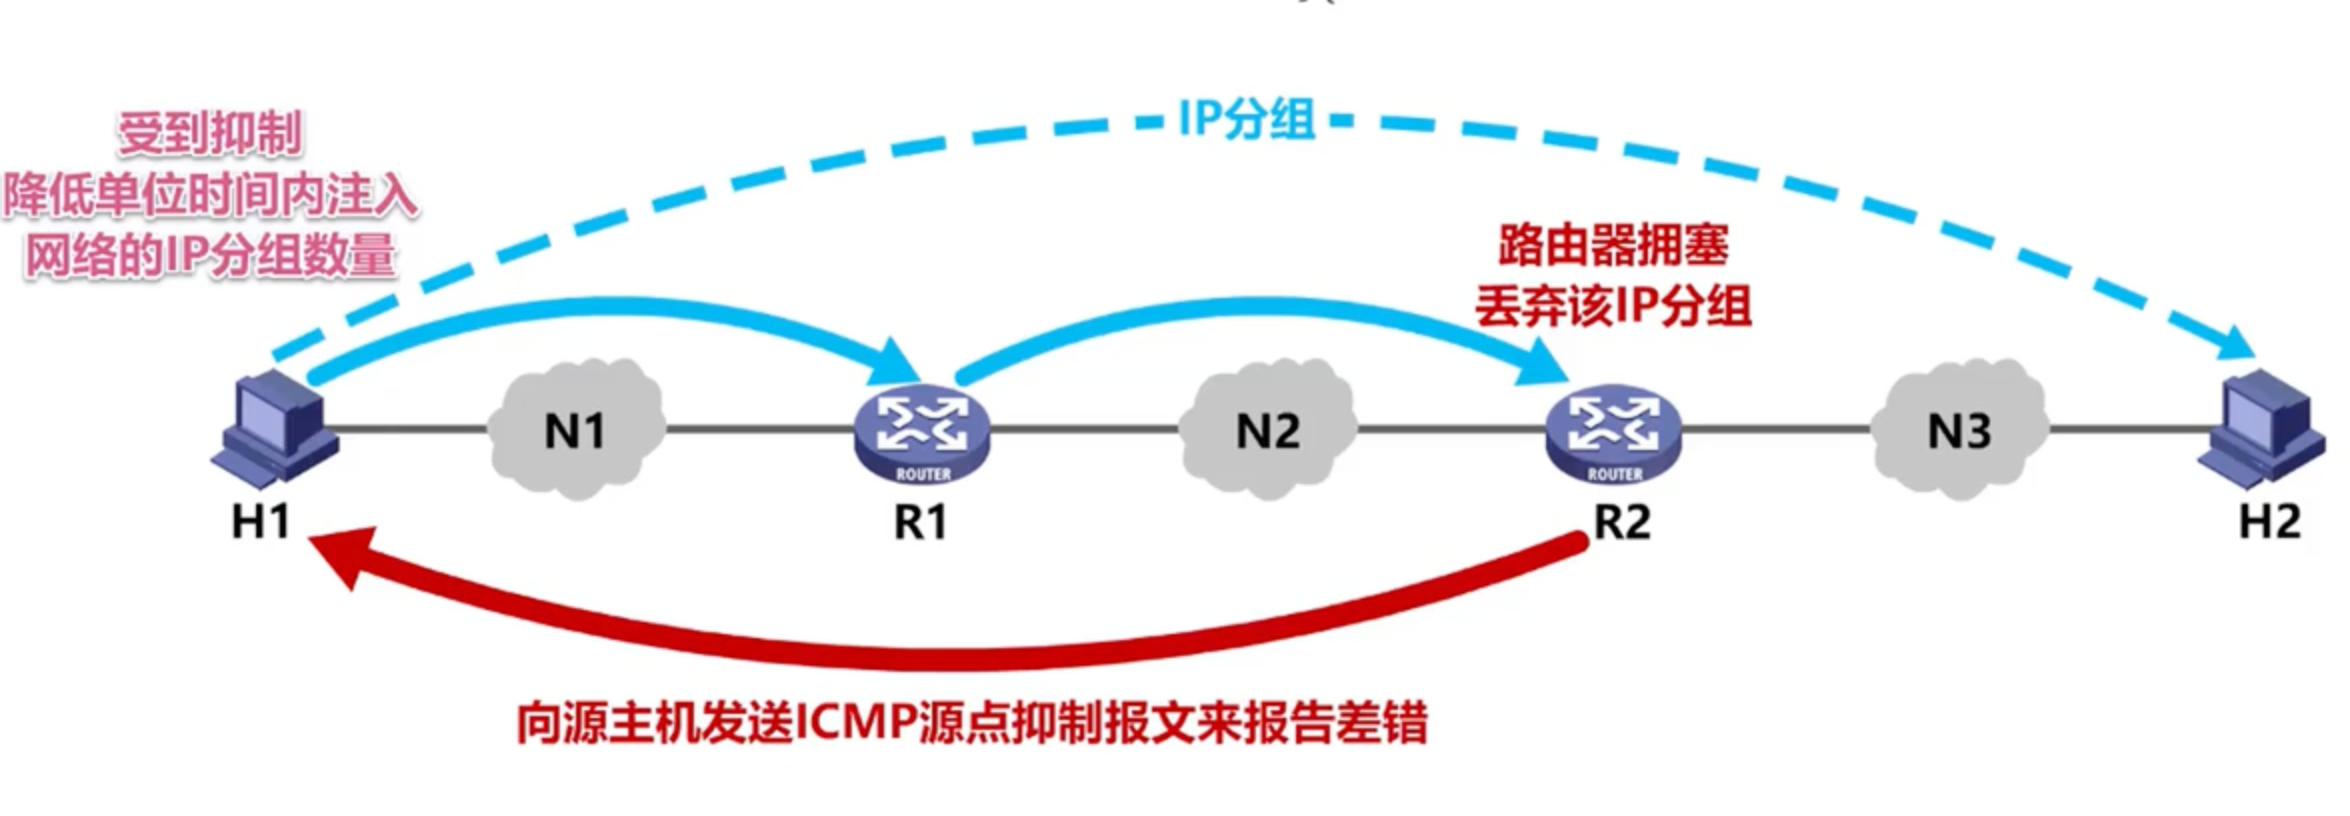 IP分组
受到抑制
降低单位时间内注入
网络的IP分组数量
路由器拥塞
丢弃该IP分组
N1
N2
N3
ROUTER
ROUTER
H1
R1
R2
H2
向源主机发送ICMP源点抑制报文来报告差错